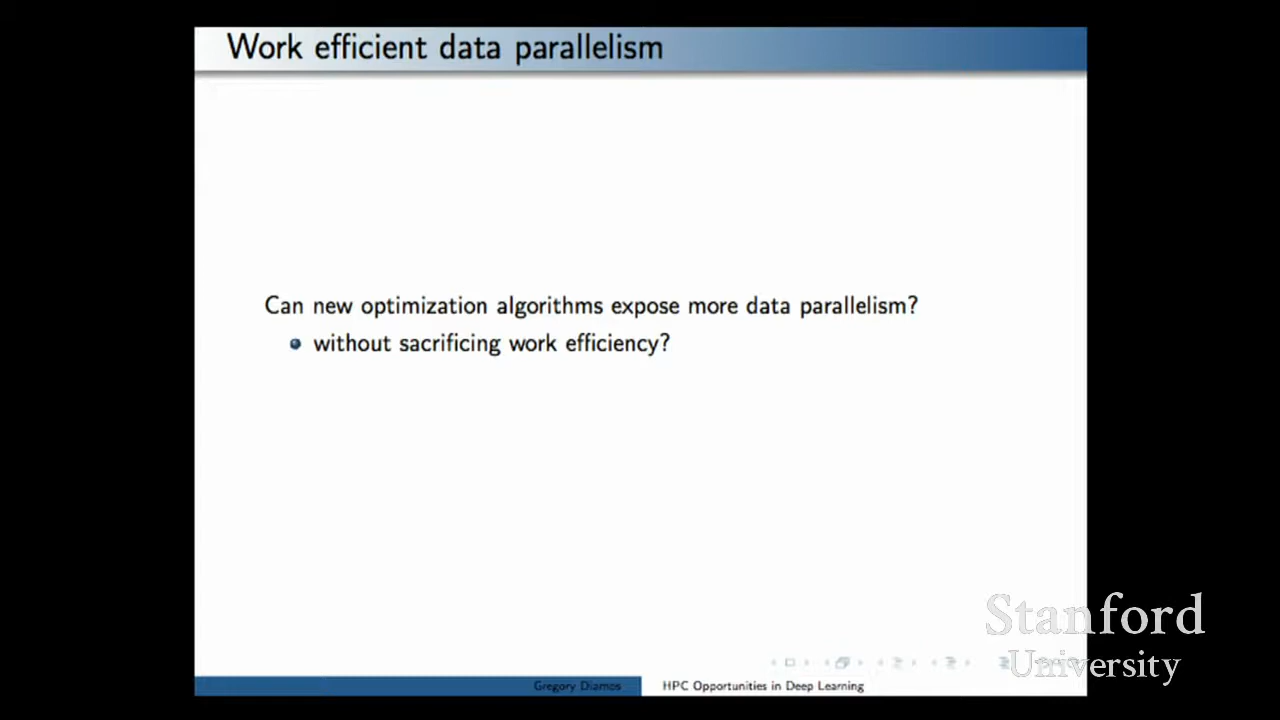 Work efficient data parallelism
Can new optimization algorithms expose more data parallelism?
without sacrificing work efficiency?
Stanford
University
Gregory Diamos
HPC Opportunities in Deep Learning